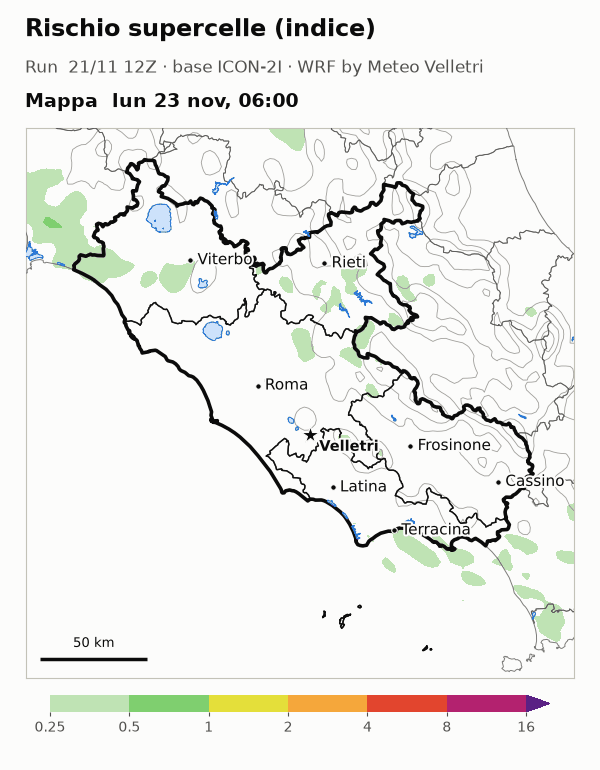 Rischio supercelle (indice)
Run 21/11 12Z · base ICON-2I · WRF by Meteo Velletri
Mappa lun 23 nov, 06:00
Viterbo
Rieti
Roma
Velletri
Frosinone
Latina
Cassino
Terracina
50 km
0.25 0.5 1 2 4 8 16